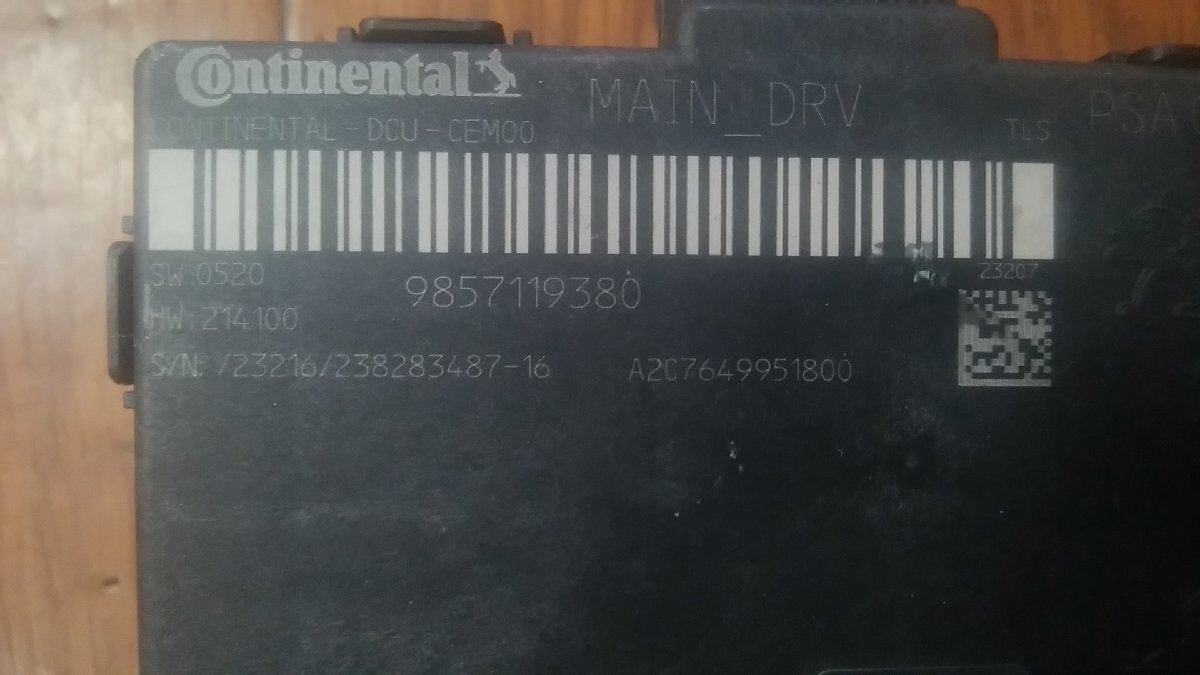 Continental
MAIN_DRV
PSA
CONTINENTAL-DCU-CEM00
TLS
SW:0520
9857119380
23207
HW:214100
S/N: /23216/238283487-16
A2C7649951800